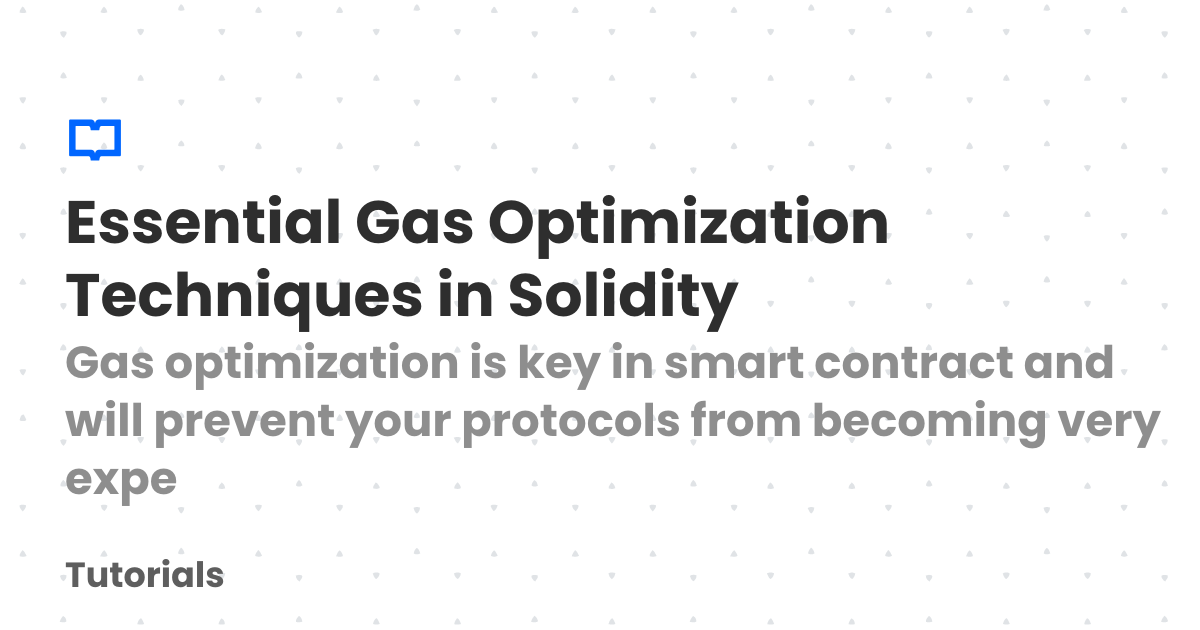 Essential Gas Optimization
Techniques in Solidity
Gas optimization is key in smart contract and
will prevent your protocols from becoming very
expe
Tutorials